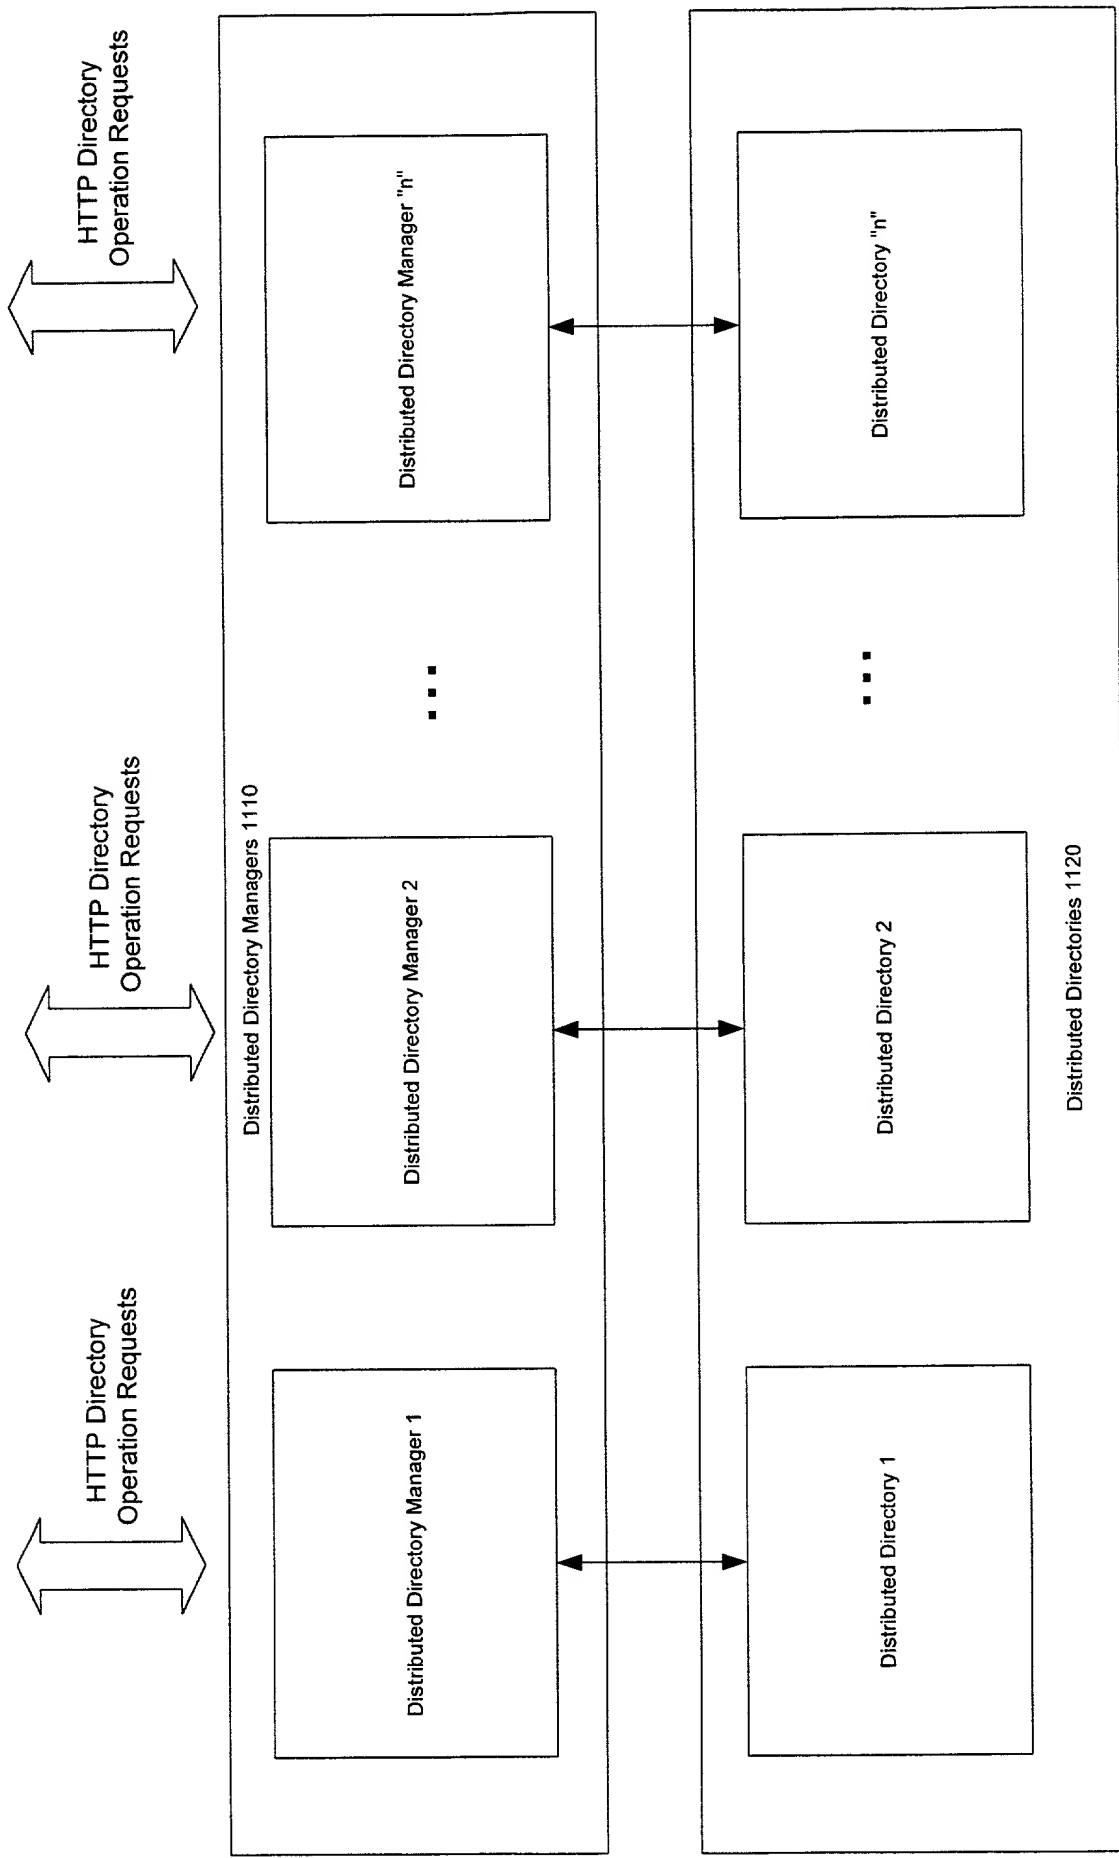 HTTP Directory
Operation Requests
HTTP Directory
Operation Requests
HTTP Directory
Operation Requests
Distributed Directory Managers 1110
Distributed Directory Manager 1
Distributed Directory Manager 2
...
Distributed Directory Manager "n"
Distributed Directory 1
Distributed Directory 2
...
Distributed Directory "n"
Distributed Directories 1120